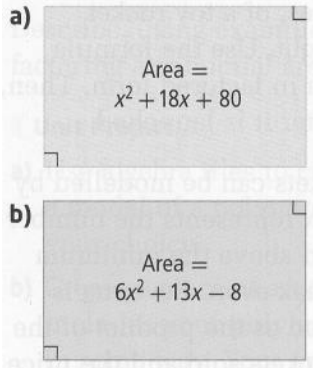 a)
Area =
x² + 18x + 80
b)
Area =
6x² + 13x − 8